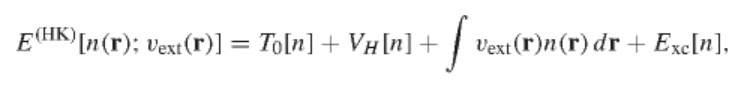 E^{(HK)}[n(r); v_{ext}(r)] = T_0[n] + V_H[n] + ∫ v_{ext}(r)n(r) dr + E_{xc}[n],